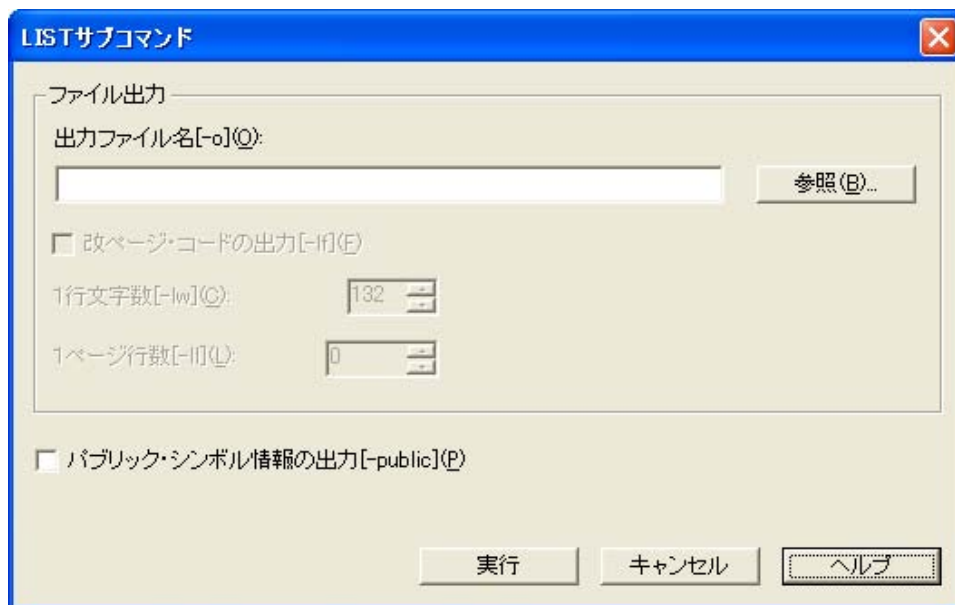 LISTサブコマンド
ファイル出力
出力ファイル名[-o](O):
参照(B)...
改ページ・コードの出力[-lf](F)
1行文字数[-lw](C):
132
1ページ行数[-ll](L):
0
パブリック・シンボル情報の出力[-public](P)
実行
キャンセル
ヘルプ